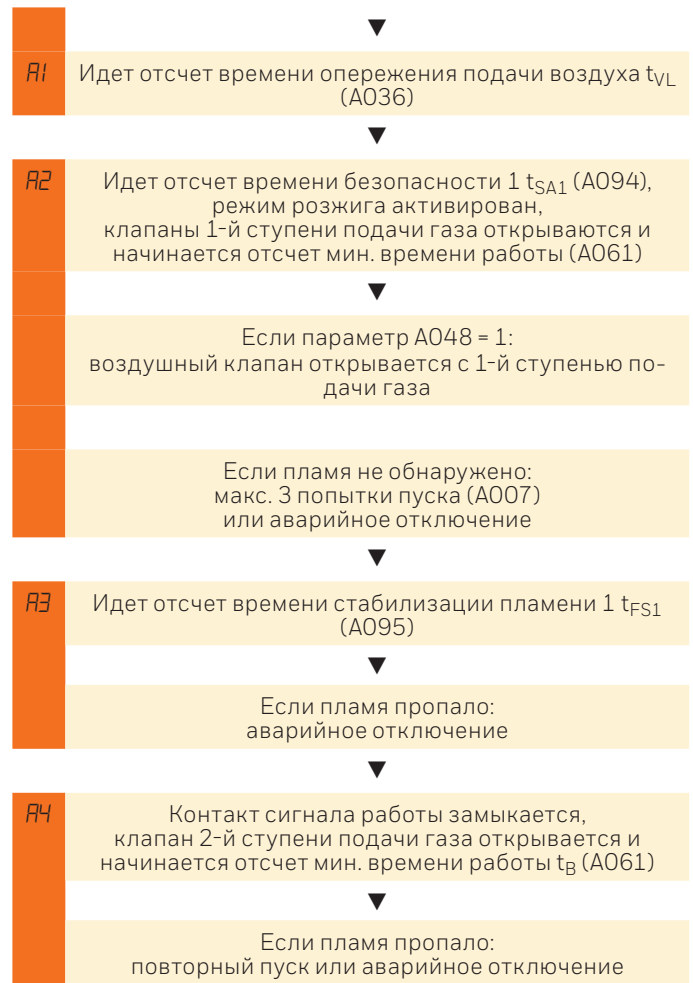 ▼
A1 Идет отсчет времени опережения подачи воздуха tVL
(A036)
▼
A2 Идет отсчет времени безопасности 1 tSA1 (A094),
режим розжига активирован,
клапаны 1-й ступени подачи газа открываются и
начинается отсчет мин. времени работы (A061)
▼
Если параметр A048 = 1:
воздушный клапан открывается с 1-й ступенью по-
дачи газа
Если пламя не обнаружено:
макс. 3 попытки пуска (A007)
или аварийное отключение
▼
A3 Идет отсчет времени стабилизации пламени 1 tFS1
(A095)
▼
Если пламя пропало:
аварийное отключение
▼
A4 Контакт сигнала работы замыкается,
клапан 2-й ступени подачи газа открывается и
начинается отсчет мин. времени работы tB (A061)
▼
Если пламя пропало:
повторный пуск или аварийное отключение